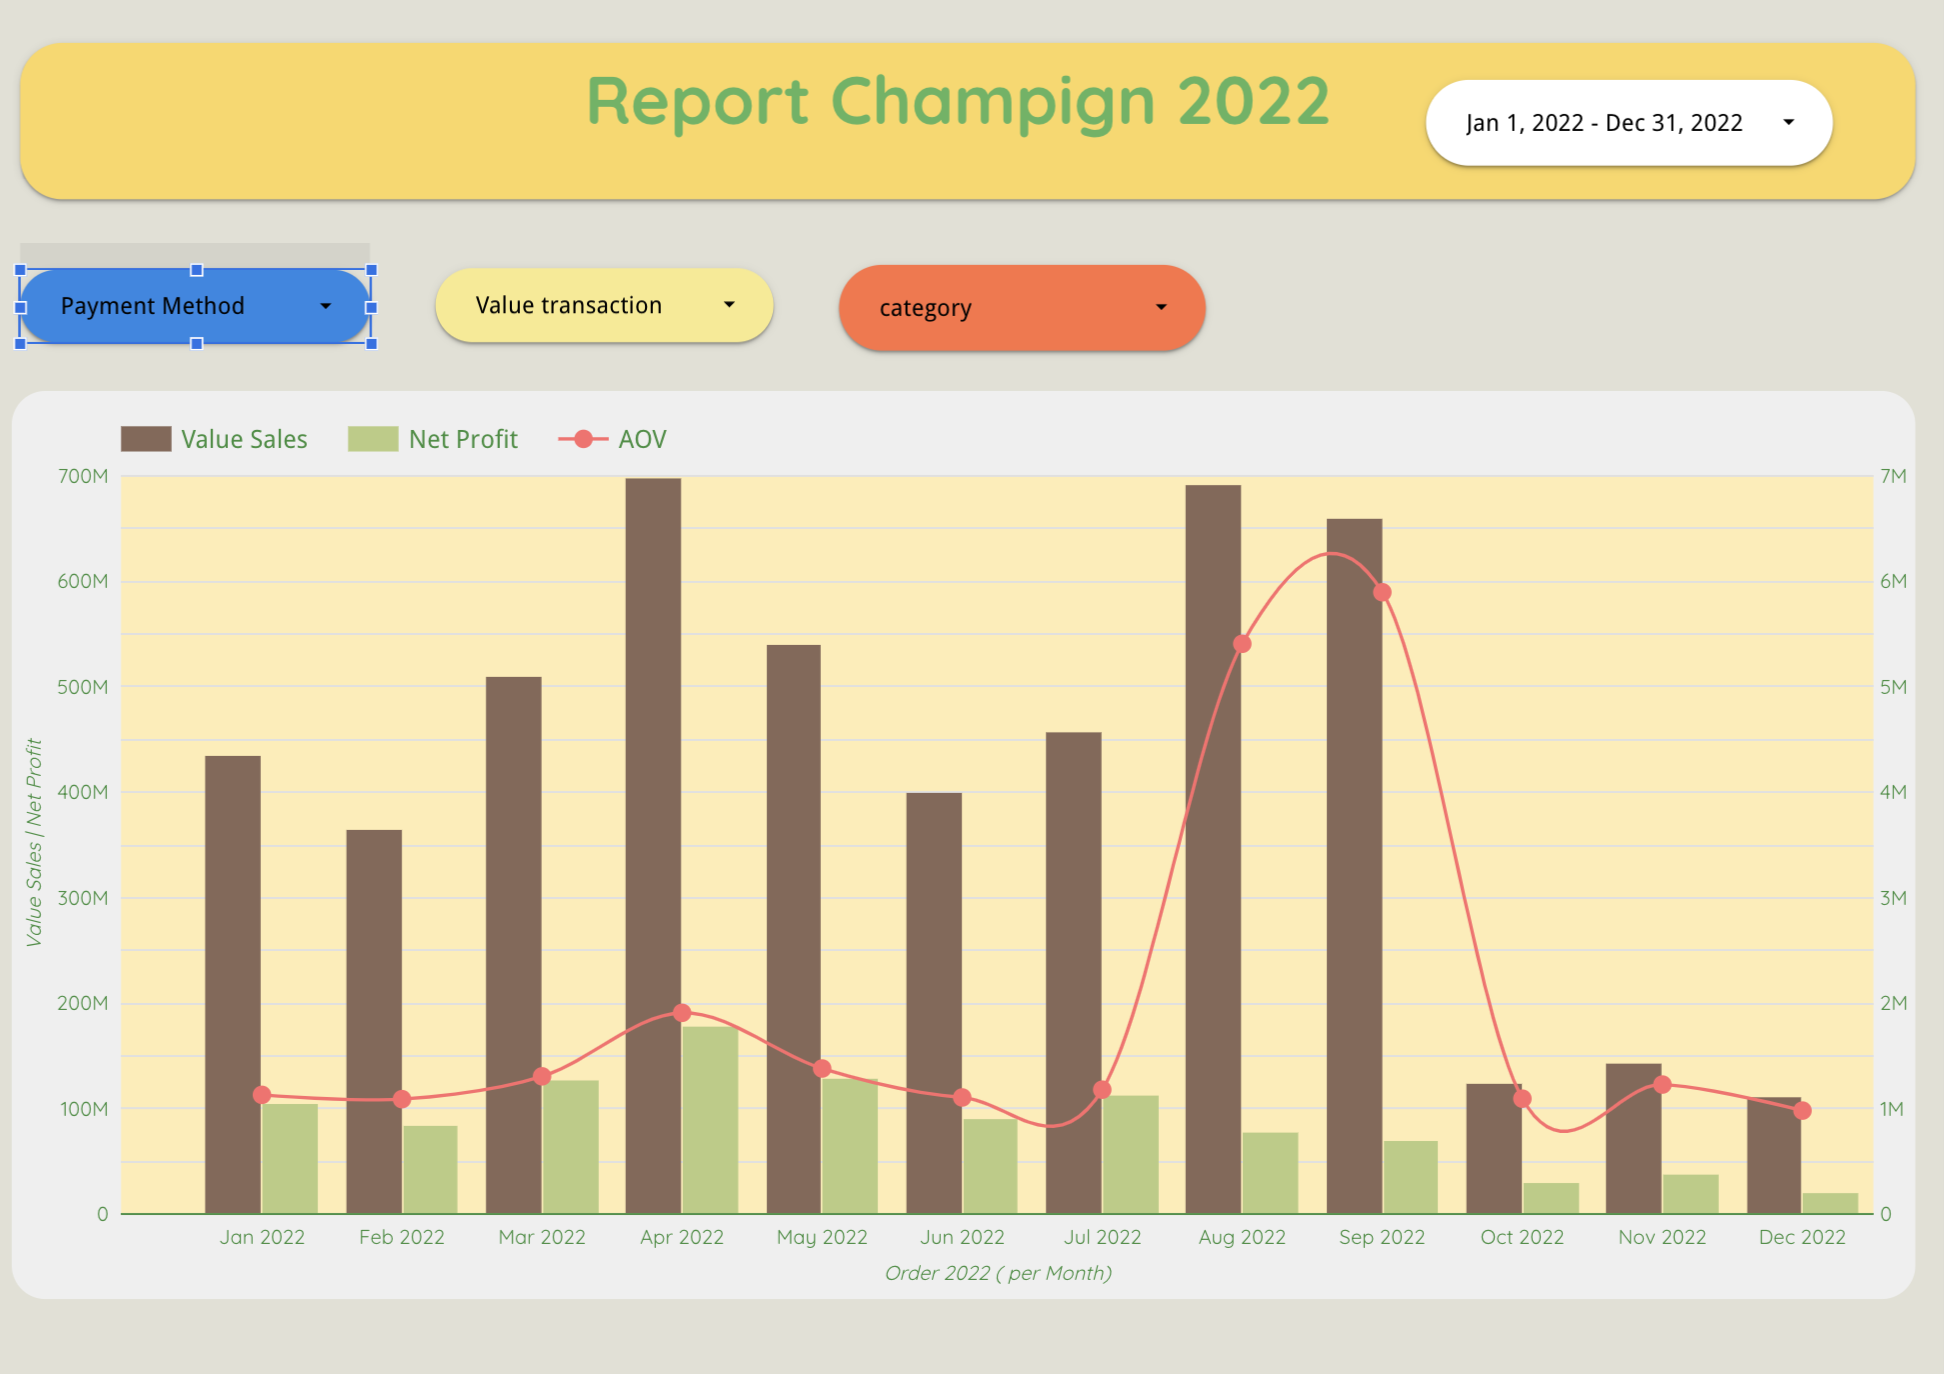 Report Champign 2022
Jan 1, 2022 - Dec 31, 2022
Payment Method
Value transaction
category
Value Sales
Net Profit
AOV
700M
600M
500M
400M
300M
200M
100M
0
7M
6M
5M
4M
3M
2M
1M
0
Value Sales | Net Profit
Jan 2022
Feb 2022
Mar 2022
Apr 2022
May 2022
Jun 2022
Jul 2022
Aug 2022
Sep 2022
Oct 2022
Nov 2022
Dec 2022
Order 2022 ( per Month)